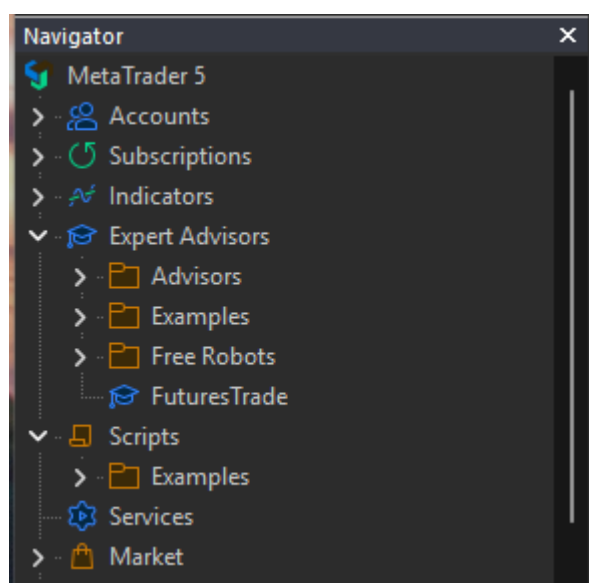 Navigator
MetaTrader 5
Accounts
Subscriptions
Indicators
Expert Advisors
Advisors
Examples
Free Robots
FuturesTrade
Scripts
Examples
Services
Market